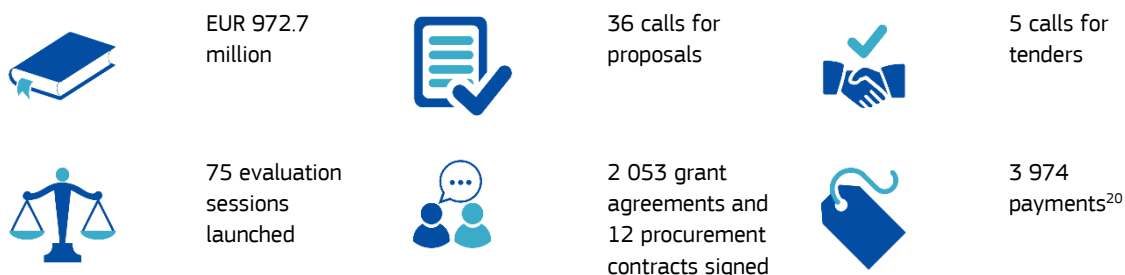 EUR 972.7
million
36 calls for
proposals
5 calls for
tenders
75 evaluation
sessions
launched
2 053 grant
agreements and
12 procurement
contracts signed
3 974
payments20